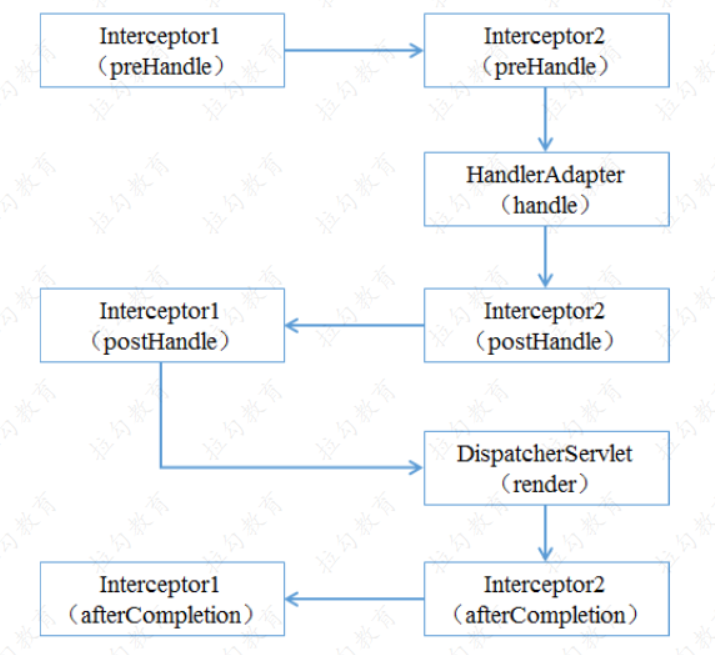 Interceptor1
（preHandle）
Interceptor2
（preHandle）
HandlerAdapter
（handle）
Interceptor2
（postHandle）
Interceptor1
（postHandle）
DispatcherServlet
（render）
Interceptor2
（afterCompletion）
Interceptor1
（afterCompletion）
拉勾教育